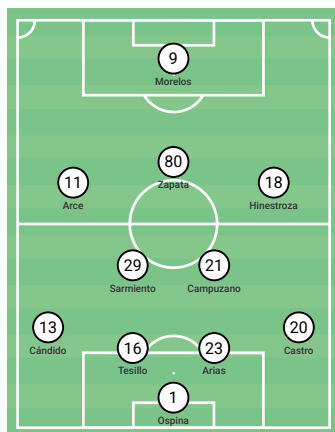 9
Morelos
80
Zapata
11
Arce
18
Hinestroza
29
Sarmiento
21
Campuzano
13
Cándido
20
Castro
16
Tesillo
23
Arias
1
Ospina